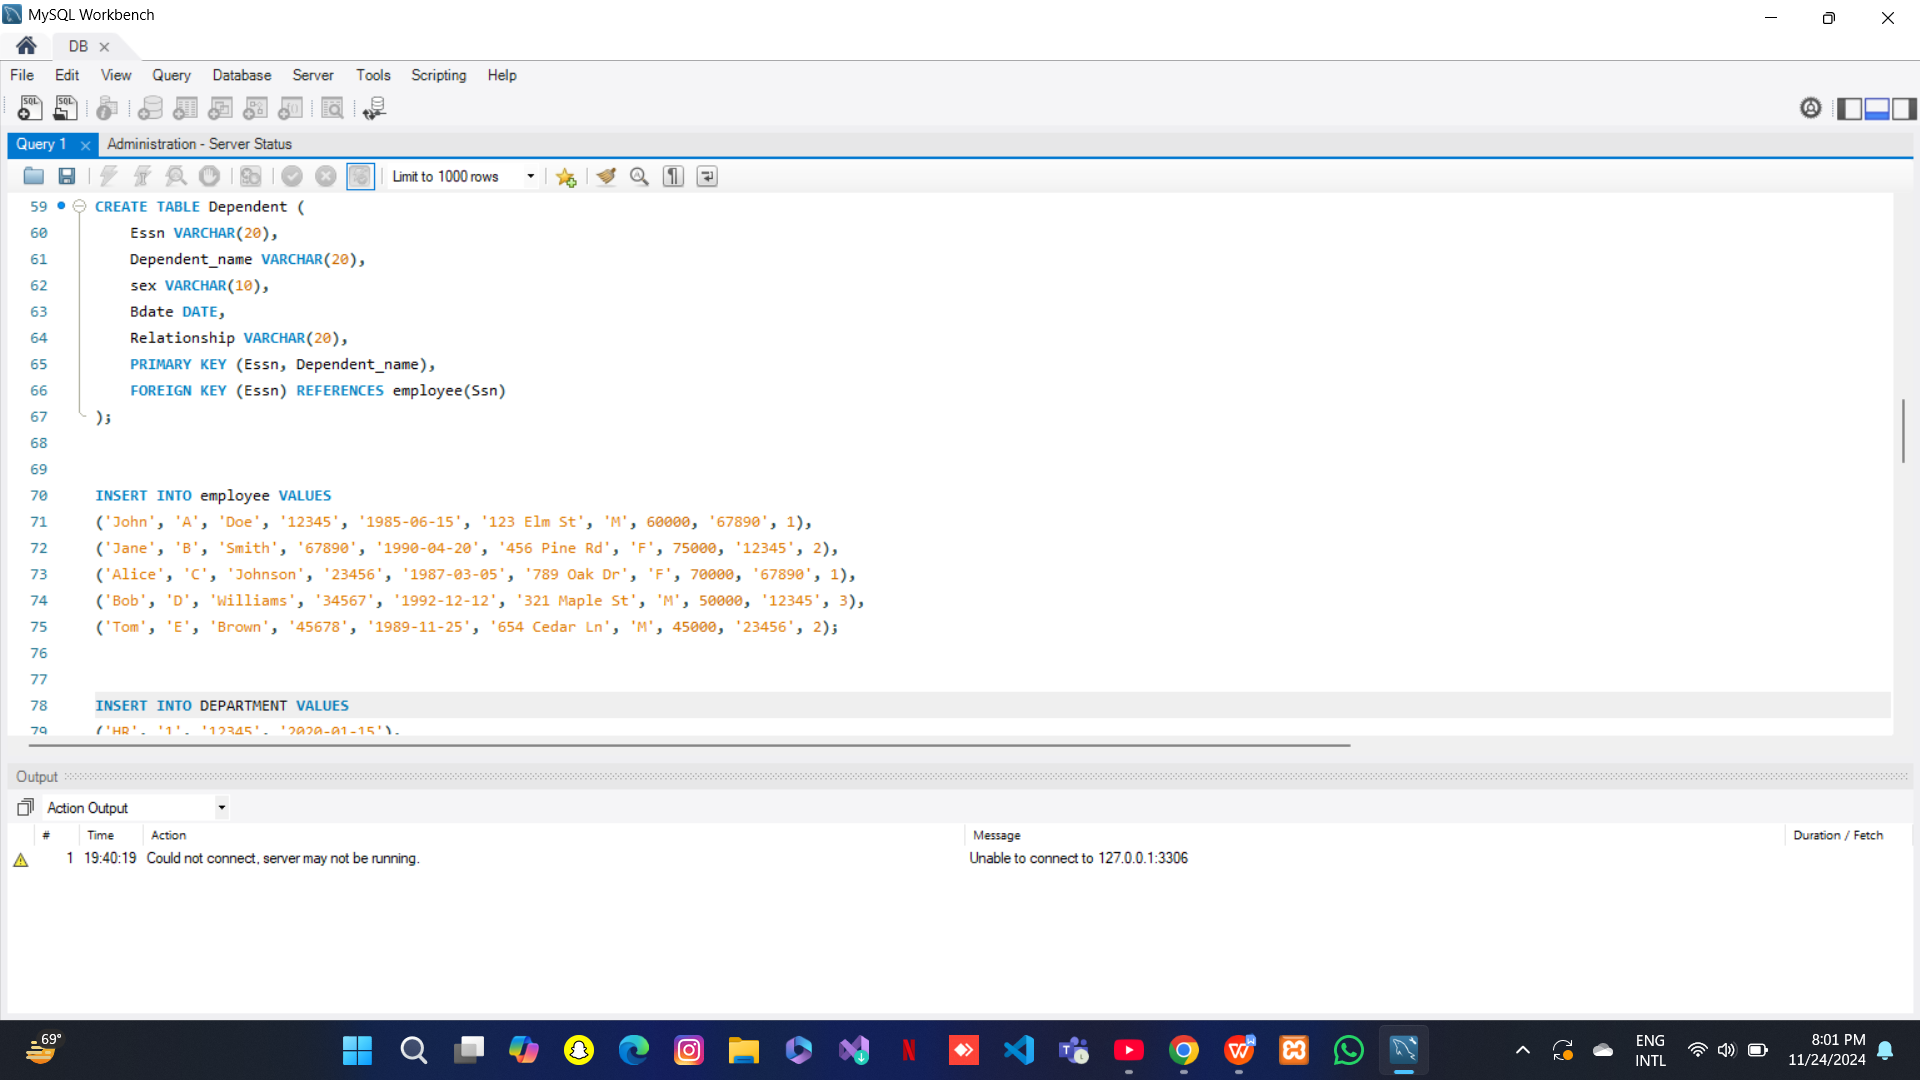 MySQL Workbench
DB
File Edit View Query Database Server Tools Scripting Help
SQL SQL
Query 1 Administration - Server Status
Limit to 1000 rows
59 CREATE TABLE Dependent (
60 Essn VARCHAR(20),
61 Dependent_name VARCHAR(20),
62 sex VARCHAR(10),
63 Bdate DATE,
64 Relationship VARCHAR(20),
65 PRIMARY KEY (Essn, Dependent_name),
66 FOREIGN KEY (Essn) REFERENCES employee(Ssn)
67 );
68
69
70 INSERT INTO employee VALUES
71 ('John', 'A', 'Doe', '12345', '1985-06-15', '123 Elm St', 'M', 60000, '67890', 1),
72 ('Jane', 'B', 'Smith', '67890', '1990-04-20', '456 Pine Rd', 'F', 75000, '12345', 2),
73 ('Alice', 'C', 'Johnson', '23456', '1987-03-05', '789 Oak Dr', 'F', 70000, '67890', 1),
74 ('Bob', 'D', 'Williams', '34567', '1992-12-12', '321 Maple St', 'M', 50000, '12345', 3),
75 ('Tom', 'E', 'Brown', '45678', '1989-11-25', '654 Cedar Ln', 'M', 45000, '23456', 2);
76
77
78 INSERT INTO DEPARTMENT VALUES
79 ('HR', '1', '12345', '2020-01-15'),
Output
Action Output
# Time Action Message Duration / Fetch
1 19:40:19 Could not connect, server may not be running. Unable to connect to 127.0.0.1:3306
69°
ENG
INTL
8:01 PM
11/24/2024